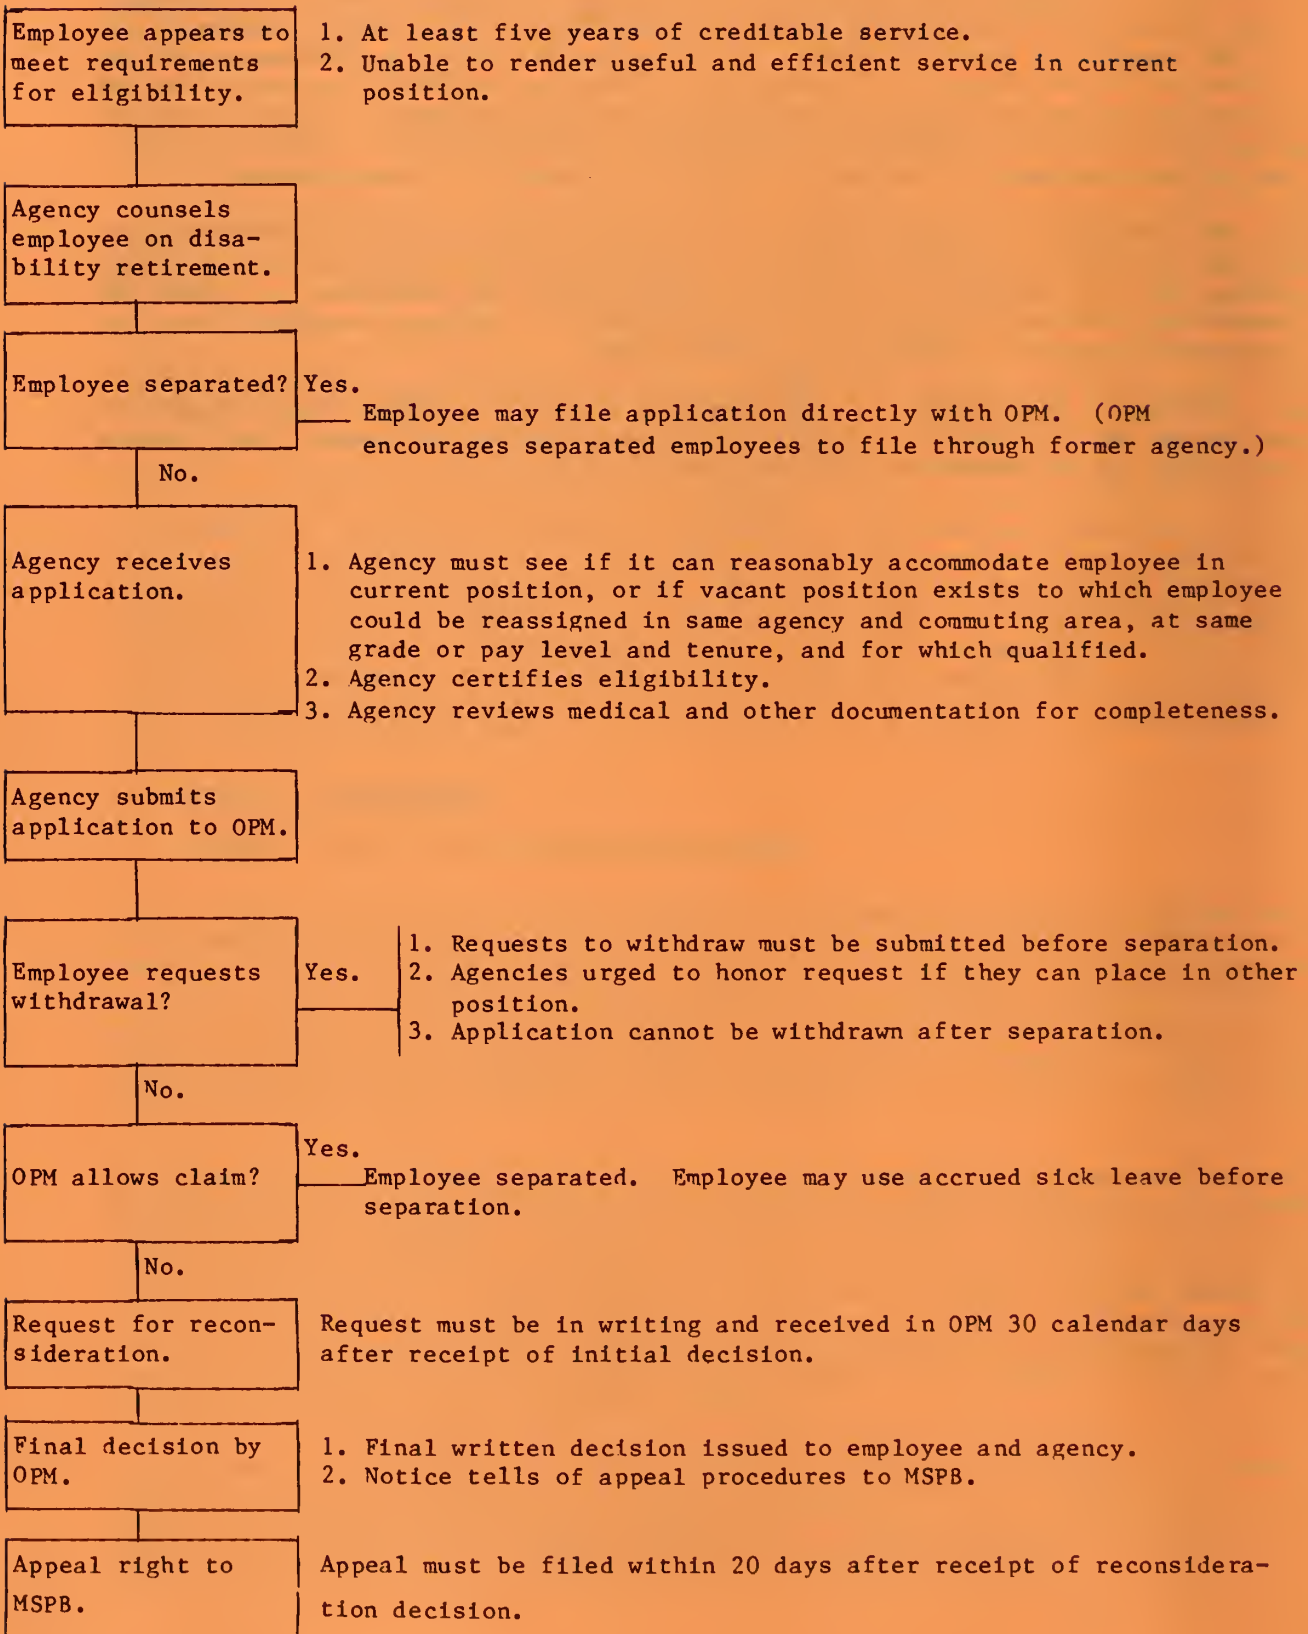 Employee appears to
meet requirements
for eligibility.
1. At least five years of creditable service.
2. Unable to render useful and efficient service in current
position.
Agency counsels
employee on disa-
bility retirement.
Employee separated?
Yes.
Employee may file application directly with OPM. (OPM
encourages separated employees to file through former agency.)
No.
Agency receives
application.
1. Agency must see if it can reasonably accommodate employee in
current position, or if vacant position exists to which employee
could be reassigned in same agency and commuting area, at same
grade or pay level and tenure, and for which qualified.
2. Agency certifies eligibility.
3. Agency reviews medical and other documentation for completeness.
Agency submits
application to OPM.
Employee requests
withdrawal?
Yes.
1. Requests to withdraw must be submitted before separation.
2. Agencies urged to honor request if they can place in other
position.
3. Application cannot be withdrawn after separation.
No.
OPM allows claim?
Yes.
Employee separated. Employee may use accrued sick leave before
separation.
No.
Request for recon-
sideration.
Request must be in writing and received in OPM 30 calendar days
after receipt of initial decision.
Final decision by
OPM.
1. Final written decision issued to employee and agency.
2. Notice tells of appeal procedures to MSPB.
Appeal right to
MSPB.
Appeal must be filed within 20 days after receipt of reconsidera-
tion decision.